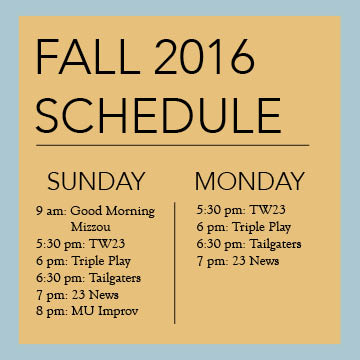 FALL 2016
SCHEDULE
SUNDAY
9 am: Good Morning
Mizzou
5:30 pm: TW23
6 pm: Triple Play
6:30 pm: Tailgaters
7 pm: 23 News
8 pm: MU Improv
MONDAY
5:30 pm: TW23
6 pm: Triple Play
6:30 pm: Tailgaters
7 pm: 23 News